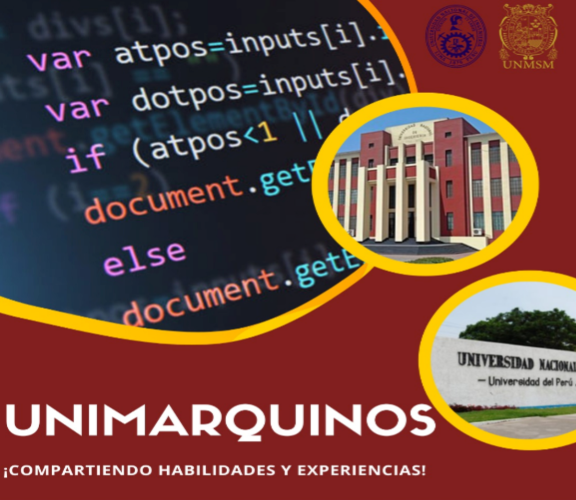 divs[i];
var atpos=inputs[i].
var dotpos=inputs[i].
if (atpos<1 ||
document.getE
else
document.getE
UNMSM
UNIVERSIDAD NACIONA
— Universidad del Perú
UNIMARQUINOS
¡COMPARTIENDO HABILIDADES Y EXPERIENCIAS!